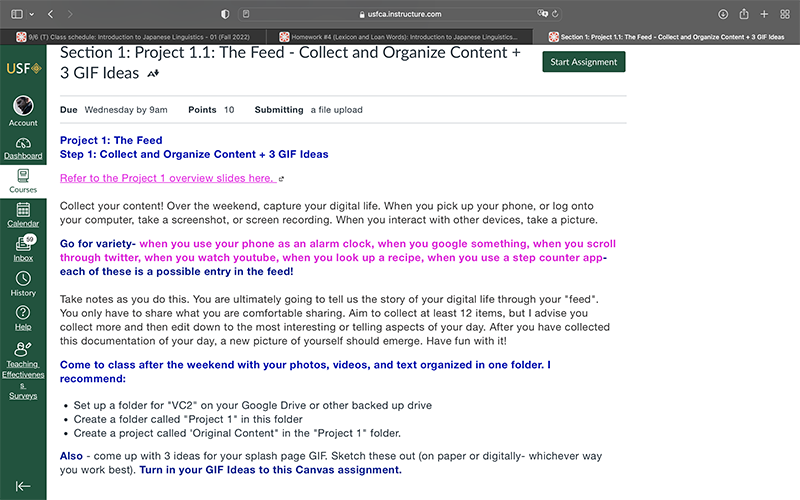 usfca.instructure.com
9/6 (T) Class schedule: Introduction to Japanese Linguistics - 01 (Fall 2022)
Homework #4 (Lexicon and Loan Words): Introduction to Japanese Linguistics...
Section 1: Project 1.1: The Feed - Collect and Organize Content + 3 GIF Ideas
USF
Account
Dashboard
Courses
Calendar
59
Inbox
History
Help
Teaching
Effectivenes
s
Surveys
Section 1: Project 1.1: The Feed - Collect and Organize Content +
3 GIF Ideas
Start Assignment
Due Wednesday by 9am Points 10 Submitting a file upload
Project 1: The Feed
Step 1: Collect and Organize Content + 3 GIF Ideas
Refer to the Project 1 overview slides here.
Collect your content! Over the weekend, capture your digital life. When you pick up your phone, or log onto
your computer, take a screenshot, or screen recording. When you interact with other devices, take a picture.
Go for variety- when you use your phone as an alarm clock, when you google something, when you scroll
through twitter, when you watch youtube, when you look up a recipe, when you use a step counter app-
each of these is a possible entry in the feed!
Take notes as you do this. You are ultimately going to tell us the story of your digital life through your "feed".
You only have to share what you are comfortable sharing. Aim to collect at least 12 items, but I advise you
collect more and then edit down to the most interesting or telling aspects of your day. After you have collected
this documentation of your day, a new picture of yourself should emerge. Have fun with it!
Come to class after the weekend with your photos, videos, and text organized in one folder. I
recommend:
• Set up a folder for "VC2" on your Google Drive or other backed up drive
• Create a folder called "Project 1" in this folder
• Create a project called 'Original Content" in the "Project 1" folder.
Also - come up with 3 ideas for your splash page GIF. Sketch these out (on paper or digitally- whichever way
you work best). Turn in your GIF Ideas to this Canvas assignment.